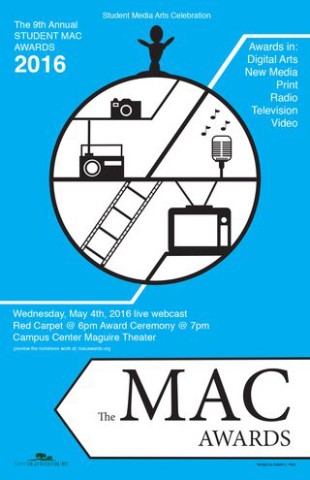 Student Media Arts Celebration
The 9th Annual
STUDENT MAC
AWARDS
2016
Awards in:
Digital Arts
New Media
Print
Radio
Television
Video
Wednesday, May 4th, 2016 live webcast
Red Carpet @ 6pm Award Ceremony @ 7pm
Campus Center Maguire Theater
The MAC
AWARDS